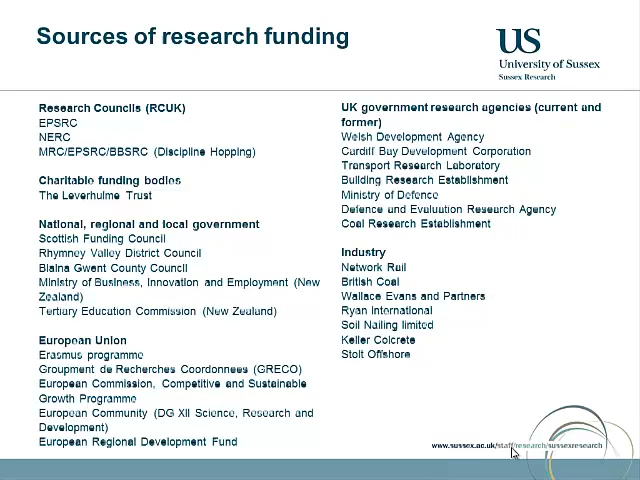 Sources of research funding
US
University of Sussex
Sussex Research
Research Councils (RCUK)
EPSRC
NERC
MRC/EPSRC/BBSRC (Discipline Hopping)
Charitable funding bodies
The Leverhulme Trust
National, regional and local government
Scottish Funding Council
Rhymney Valley District Council
Blaina Gwent County Council
Ministry of Business, Innovation and Employment (New
Zealand)
Tertiary Education Commission (New Zealand)
European Union
Erasmus programme
Groupment de Recherches Coordonnees (GRECO)
European Commission, Competitive and Sustainable
Growth Programme
European Community (DG XII Science, Research and
Development)
European Regional Development Fund
UK government research agencies (current and
former)
Welsh Development Agency
Cardiff Bay Development Corporation
Transport Research Laboratory
Building Research Establishment
Ministry of Defence
Defence and Evaluation Research Agency
Coal Research Establishment
Industry
Network Rail
British Coal
Wallace Evans and Partners
Ryan International
Soil Nailing limited
Keller Colcrete
Stolt Offshore
www.sussex.ac.uk/staff/research/sussexresearch